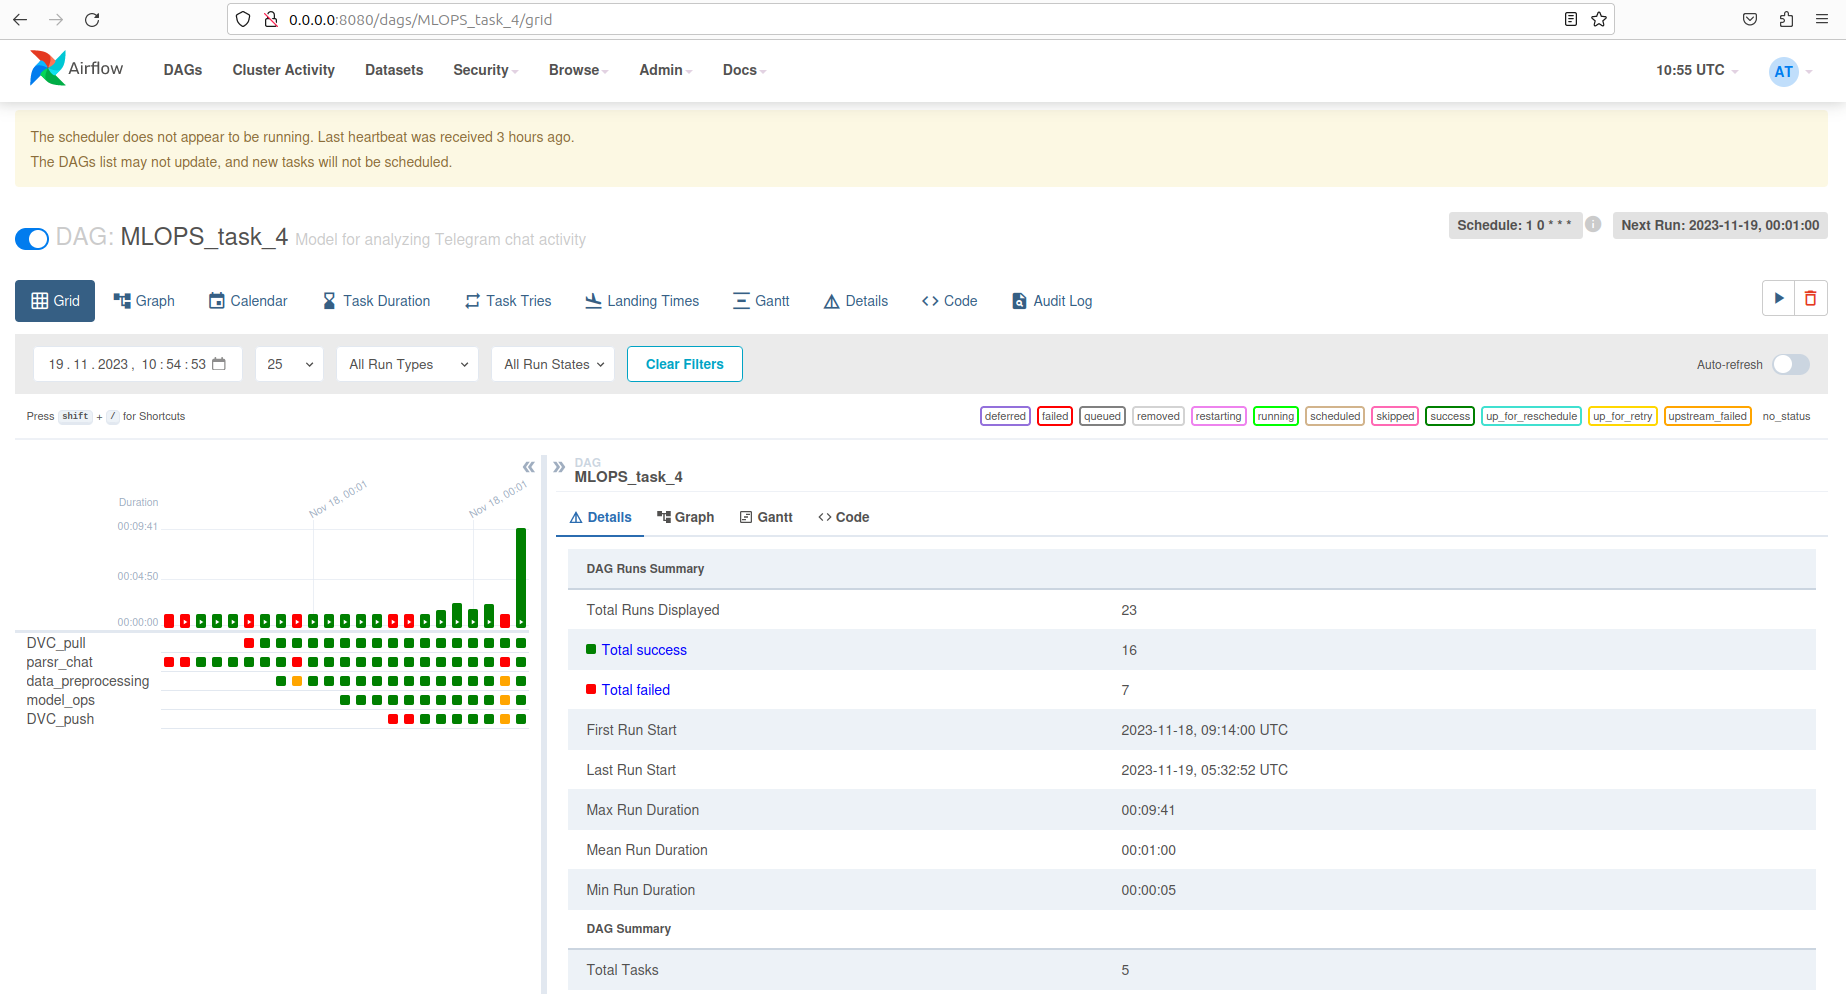 0.0.0.0:8080/dags/MLOPS_task_4/grid
Airflow DAGs Cluster Activity Datasets Security Browse Admin Docs 10:55 UTC AT
The scheduler does not appear to be running. Last heartbeat was received 3 hours ago.
The DAGs list may not update, and new tasks will not be scheduled.
DAG: MLOPS_task_4 Model for analyzing Telegram chat activity Schedule: 1 0 * * * Next Run: 2023-11-19, 00:01:00
Grid Graph Calendar Task Duration Task Tries Landing Times Gantt Details Code Audit Log
19.11.2023, 10:54:53 25 All Run Types All Run States Clear Filters Auto-refresh
Press shift + / for Shortcuts deferred failed queued removed restarting running scheduled skipped success up_for_reschedule up_for_retry upstream_failed no_status
Duration
Nov 18, 00:01
Nov 18, 00:01
00:09:41
00:04:50
00:00:00
DVC_pull
parsr_chat
data_preprocessing
model_ops
DVC_push
DAG
MLOPS_task_4
Details Graph Gantt Code
DAG Runs Summary
Total Runs Displayed 23
Total success 16
Total failed 7
First Run Start 2023-11-18, 09:14:00 UTC
Last Run Start 2023-11-19, 05:32:52 UTC
Max Run Duration 00:09:41
Mean Run Duration 00:01:00
Min Run Duration 00:00:05
DAG Summary
Total Tasks 5